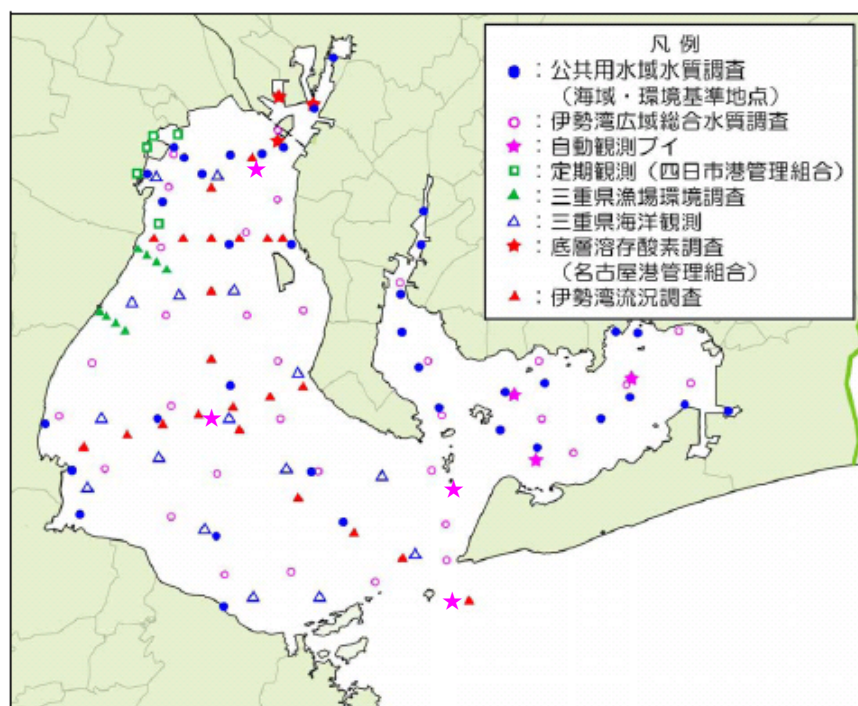 凡 例
：公共用水域水質調査
（海域・環境基準地点）
：伊勢湾広域総合水質調査
：自動観測ブイ
：定期観測（四日市港管理組合）
：三重県漁場環境調査
：三重県海洋観測
：底層溶存酸素調査
（名古屋港管理組合）
：伊勢湾流況調査